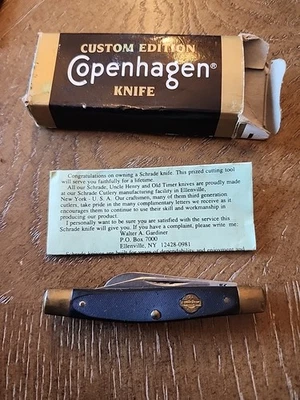 CUSTOM EDITION
Copenhagen®
KNIFE
Congratulations on owning a Schrade knife. This prized cutting tool
will serve you faithfully for a lifetime.
All our Schrade, Uncle Henry and Old Timer knives are proudly made
at our Schrade Cutlery manufacturing facility in Ellenville,
New York - U.S.A. Our craftsmen, many of them third generation
cutlers, take pride in the many complimentary letters we receive as it
encourages them to continue to use their skill and workmanship in
producing our product.
I personally want to be sure you are satisfied with the service this
Schrade knife will give you. If you have a complaint, please write me:
Walter A. Gardiner
P.O. Box 7000
Ellenville, NY 12428-0981